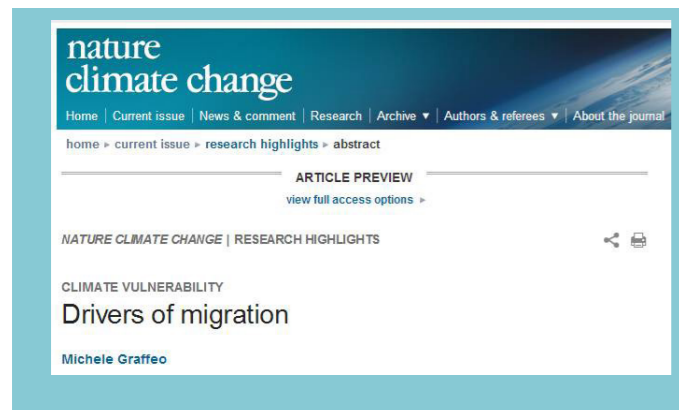 nature
climate change
Home | Current issue | News & comment | Research | Archive ▼ | Authors & referees ▼ | About the journal
home ▸ current issue ▸ research highlights ▸ abstract
ARTICLE PREVIEW
view full access options ▸
NATURE CLIMATE CHANGE | RESEARCH HIGHLIGHTS
CLIMATE VULNERABILITY
Drivers of migration
Michele Graffeo